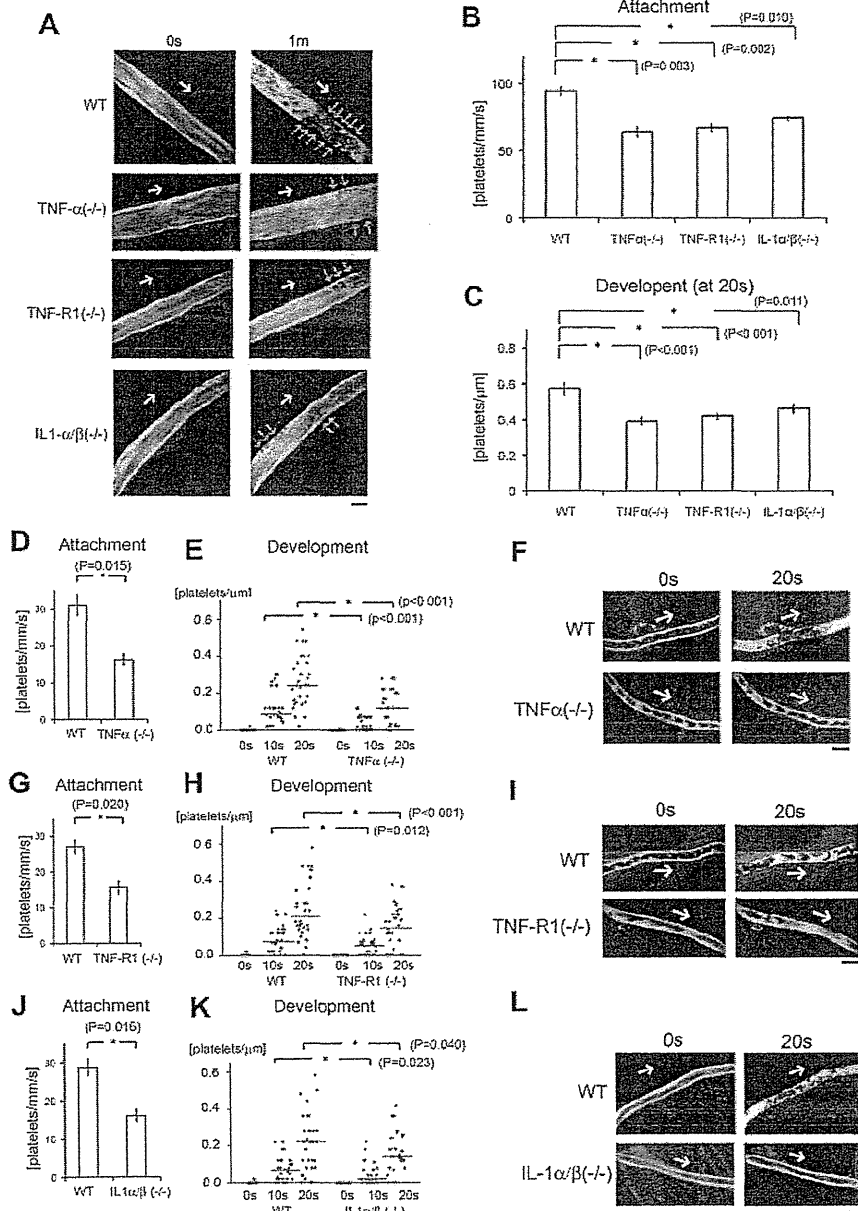 A
0s 1m
WT
TNF-α(-/-)
TNF-R1(-/-)
IL1-α/β(-/-)
B
Attachment
(P=0.010)
*
* (P=0.002)
* (P=0.003)
[platelets/mm/s]
100
75
50
0
WT TNFα(-/-) TNF-R1(-/-) IL-1α/β(-/-)
C
Developent (at 20s)
(P=0.011)
*
* (P<0.001)
* (P<0.001)
[platelets/μm]
0.8
0.6
0.4
0
WT TNFα(-/-) TNF-R1(-/-) IL-1α/β(-/-)
D
Attachment
(P=0.015)
*
[platelets/mm/s]
30
20
10
0
WT TNFα (-/-)
E
Development
[platelets/μm]
* (p<0.001)
* (p<0.001)
0.6
0.4
0.2
0.0
0s 10s 20s 0s 10s 20s
WT TNFα (-/-)
F
0s 20s
WT
TNFα(-/-)
G
Attachment
(P=0.020)
*
[platelets/mm/s]
30
20
10
0
WT TNF-R1 (-/-)
H
Development
[platelets/μm]
* (P<0.001)
* (P=0.012)
0.6
0.4
0.2
0.0
0s 10s 20s 0s 10s 20s
WT TNF-R1 (-/-)
I
0s 20s
WT
TNF-R1(-/-)
J
Attachment
(P=0.016)
*
[platelets/mm/s]
30
20
10
0
WT IL1α/β (-/-)
K
Development
[platelets/μm]
* (P=0.040)
* (P=0.023)
0.6
0.4
0.2
0.0
0s 10s 20s 0s 10s 20s
WT IL1α/β (-/-)
L
0s 20s
WT
IL-1α/β(-/-)